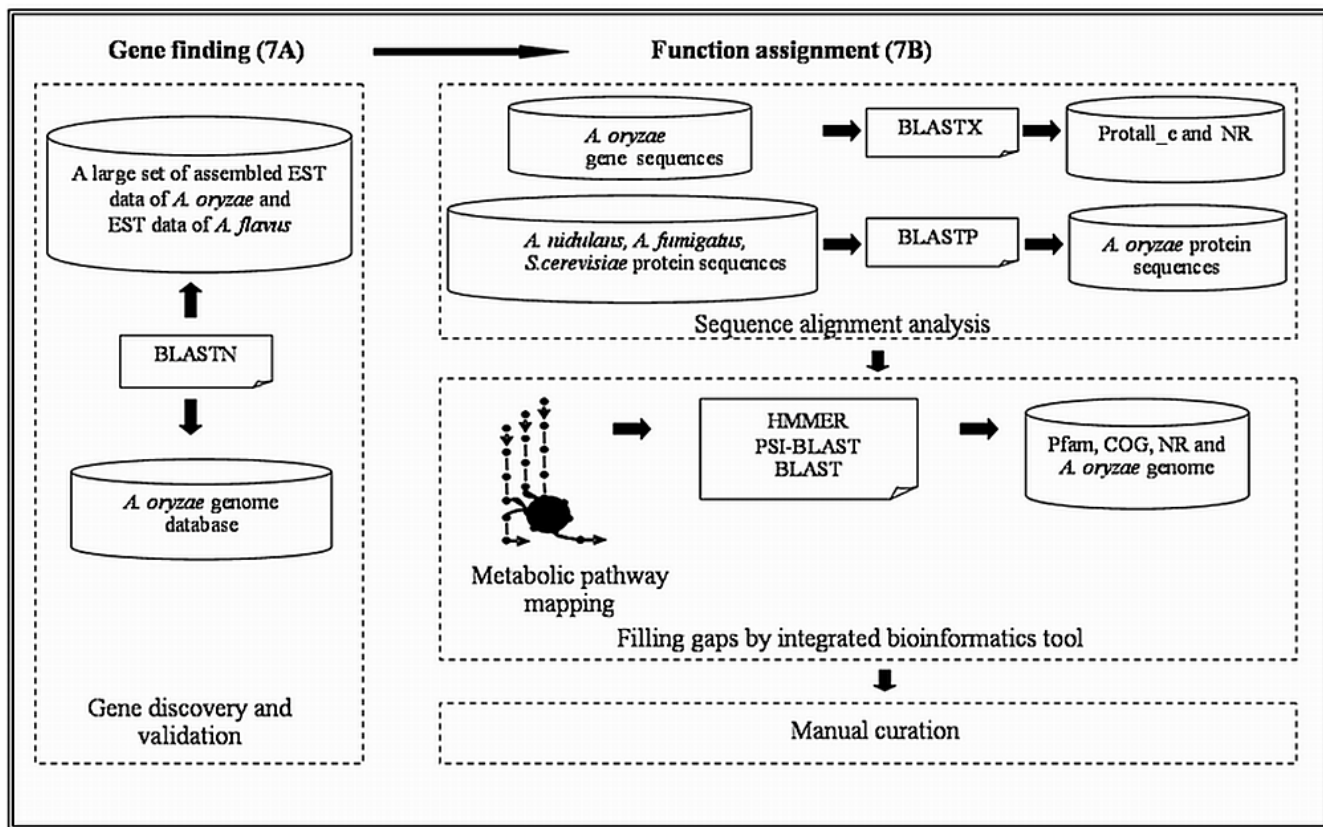 Gene finding (7A)
Function assignment (7B)
A large set of assembled EST
data of A. oryzae and
EST data of A. flavus
BLASTN
A. oryzae genome
database
Gene discovery and
validation
A. oryzae
gene sequences
BLASTX
Protall_e and NR
A. nidulans, A. fumigatus,
S.cerevisiae protein sequences
BLASTP
A. oryzae protein
sequences
Sequence alignment analysis
Metabolic pathway
mapping
HMMER
PSI-BLAST
BLAST
Pfam, COG, NR and
A. oryzae genome
Filling gaps by integrated bioinformatics tool
Manual curation